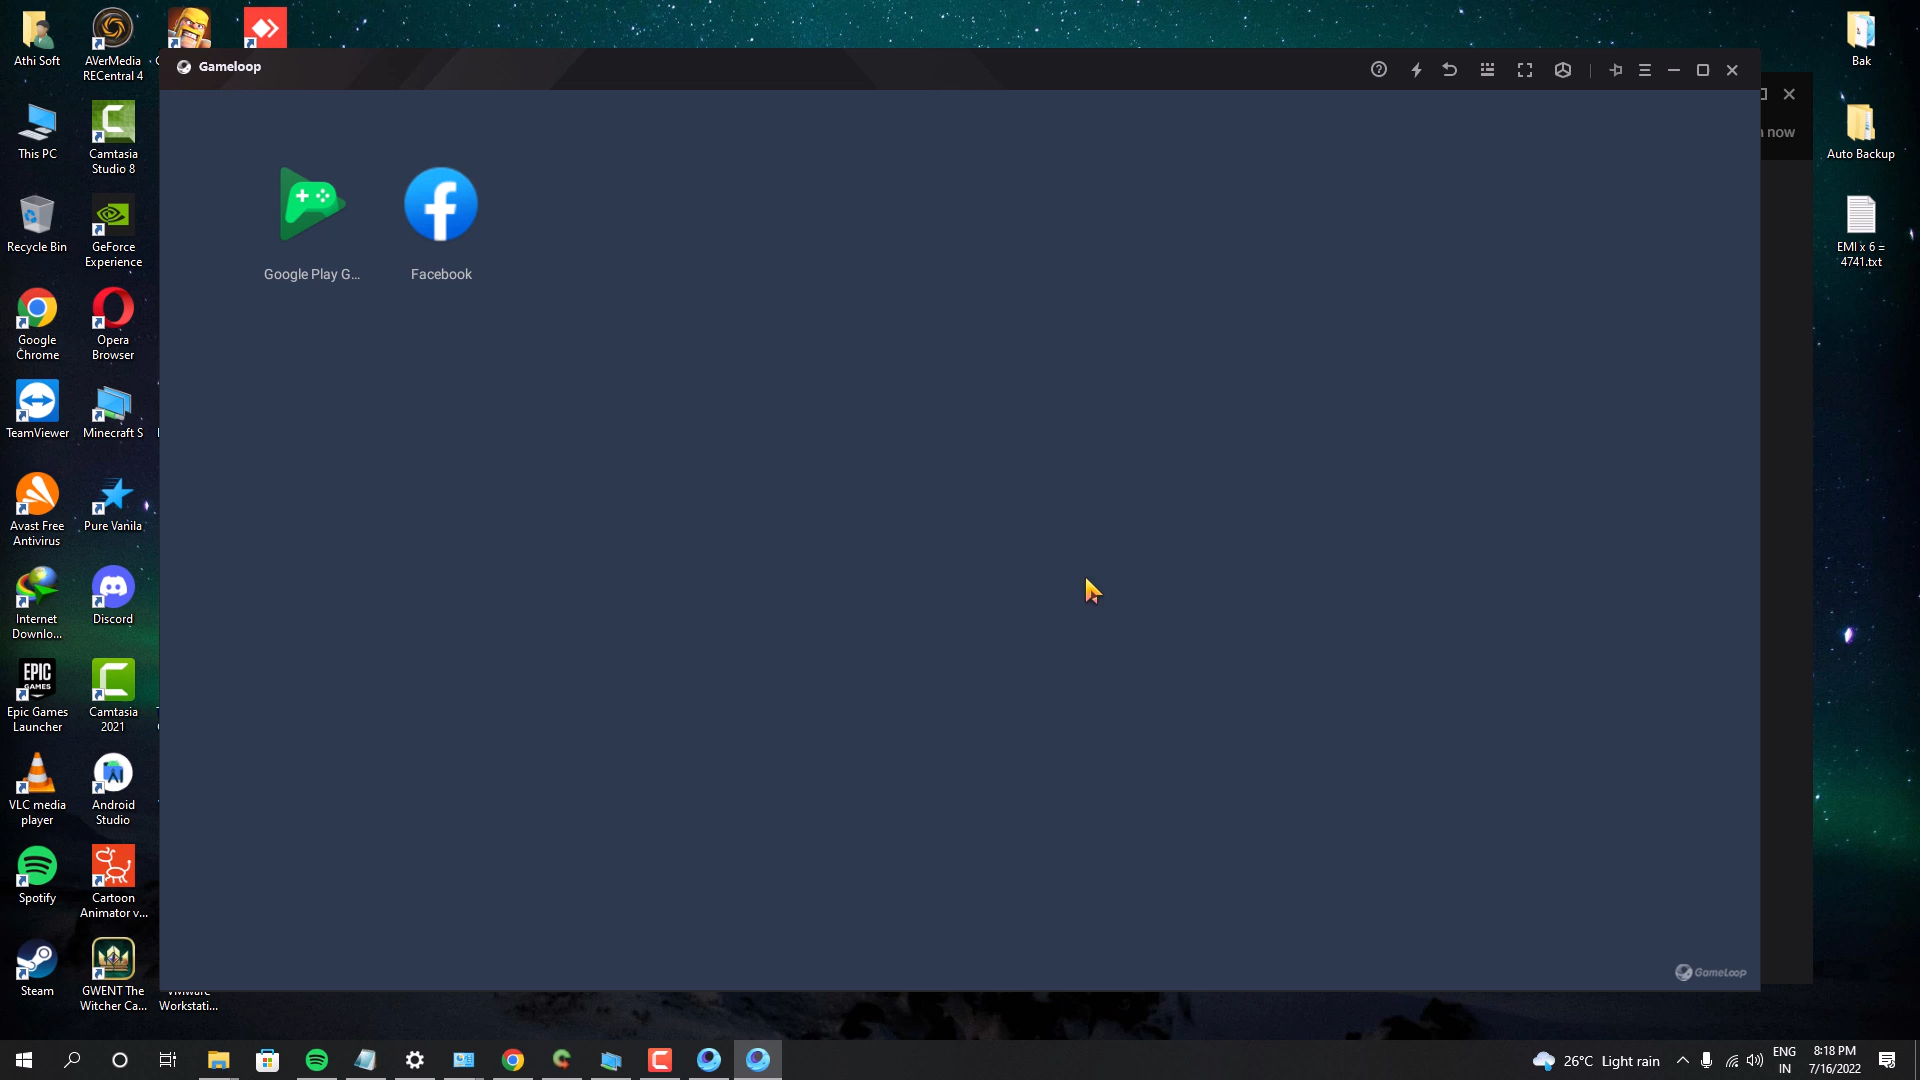 Gameloop
Google Play G...
Facebook
GameLoop
now
Athi Soft
AVerMedia
RECentral 4
This PC
Camtasia
Studio 8
Recycle Bin
GeForce
Experience
Google
Chrome
Opera
Browser
TeamViewer
Minecraft S
Avast Free
Antivirus
Pure Vanila
Internet
Downlo...
Discord
EPIC
GAMES
Epic Games
Launcher
Camtasia
2021
VLC media
player
Android
Studio
Spotify
Cartoon
Animator v...
Steam
GWENT The
Witcher Ca...
Workstati...
Bak
Auto Backup
EMI x 6 =
4741.txt
26°C Light rain
ENG
IN
8:18 PM
7/16/2022